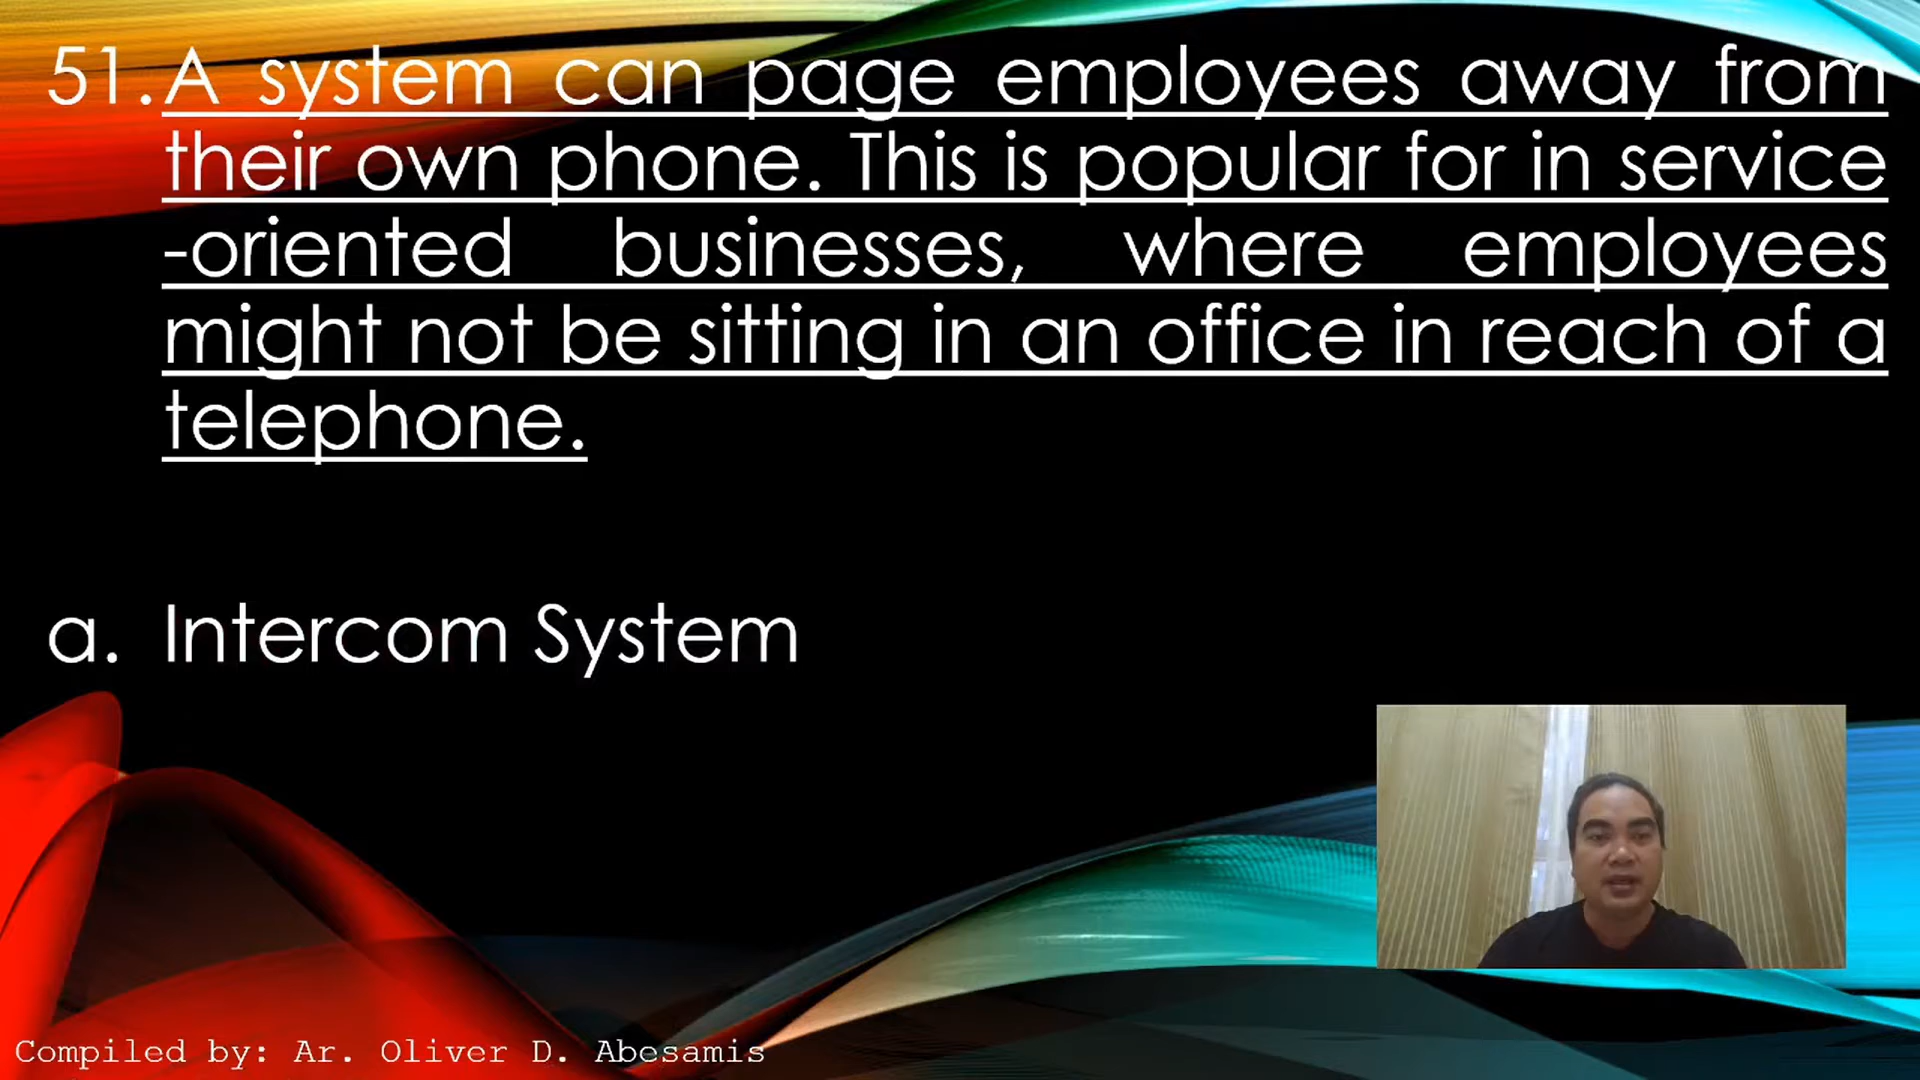 51. A system can page employees away from
their own phone. This is popular for in service
-oriented businesses, where employees
might not be sitting in an office in reach of a
telephone.
a. Intercom System
Compiled by: Ar. Oliver D. Abesamis